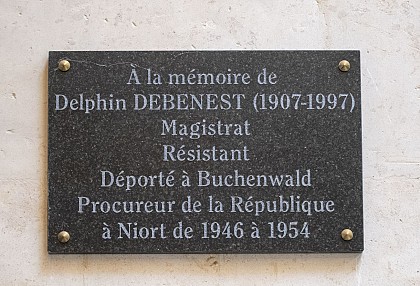 À la mémoire de
Delphin DEBENEST (1907-1997)
Magistrat
Résistant
Déporté à Buchenwald
Procureur de la République
à Niort de 1946 à 1954